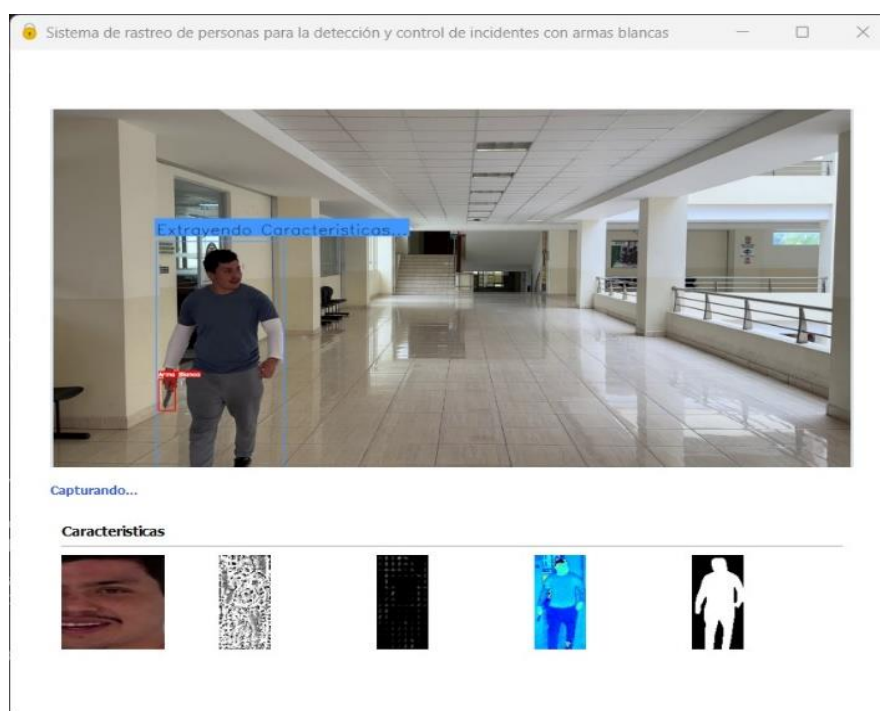 Sistema de rastreo de personas para la detección y control de incidentes con armas blancas
Extrayendo Caracteristicas...
Arma Blanca
Capturando...
Caracteristicas